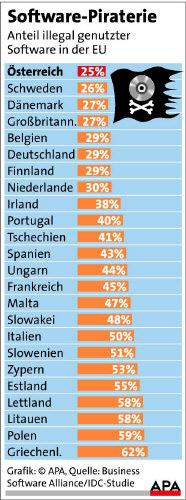 Software-Piraterie
Anteil illegal genutzter
Software in der EU
Österreich 25%
Schweden 26%
Dänemark 27%
Großbritann. 27%
Belgien 29%
Deutschland 29%
Finnland 29%
Niederlande 30%
Irland 38%
Portugal 40%
Tschechien 41%
Spanien 43%
Ungarn 44%
Frankreich 45%
Malta 47%
Slowakei 48%
Italien 50%
Slowenien 51%
Zypern 53%
Estland 55%
Lettland 58%
Litauen 58%
Polen 59%
Griechenl. 62%
Grafik: © APA, Quelle: Business
Software Alliance/IDC-Studie
APA